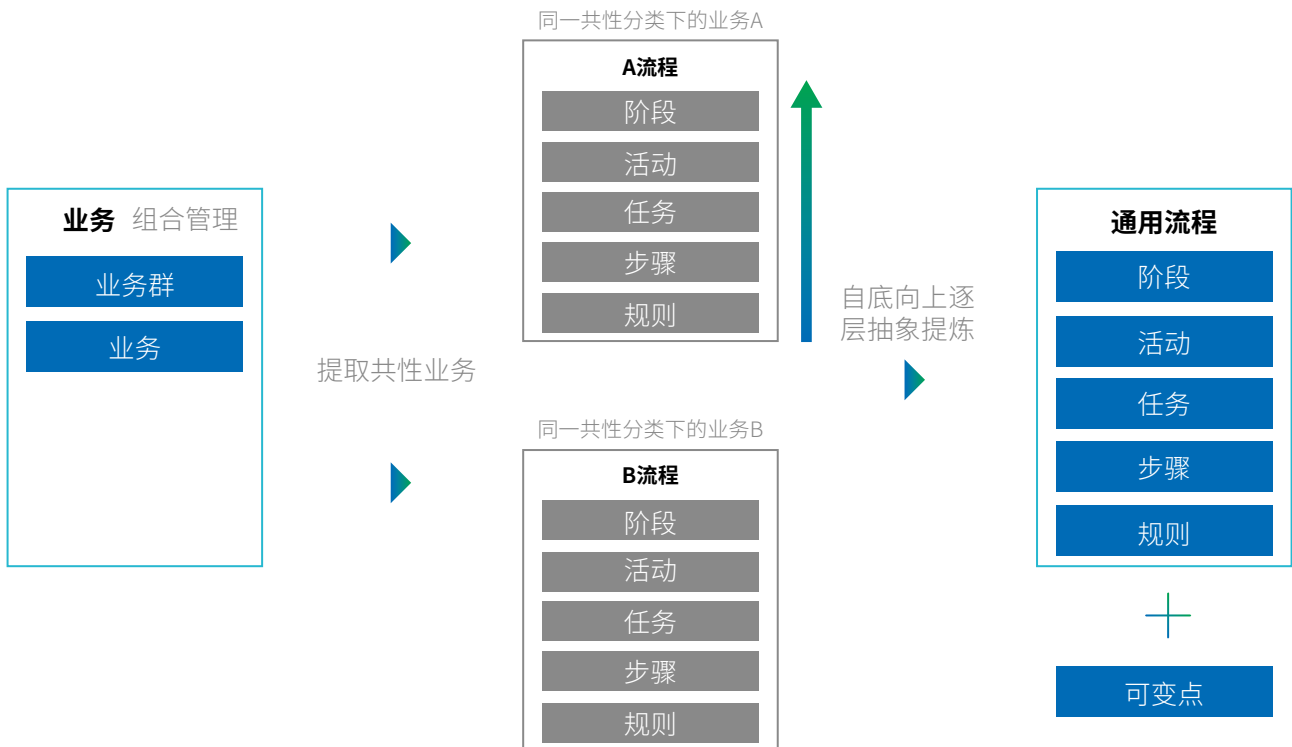 业务 组合管理
业务群
业务
提取共性业务
同一共性分类下的业务A
A流程
阶段
活动
任务
步骤
规则
同一共性分类下的业务B
B流程
阶段
活动
任务
步骤
规则
自底向上逐
层抽象提炼
通用流程
阶段
活动
任务
步骤
规则
可变点